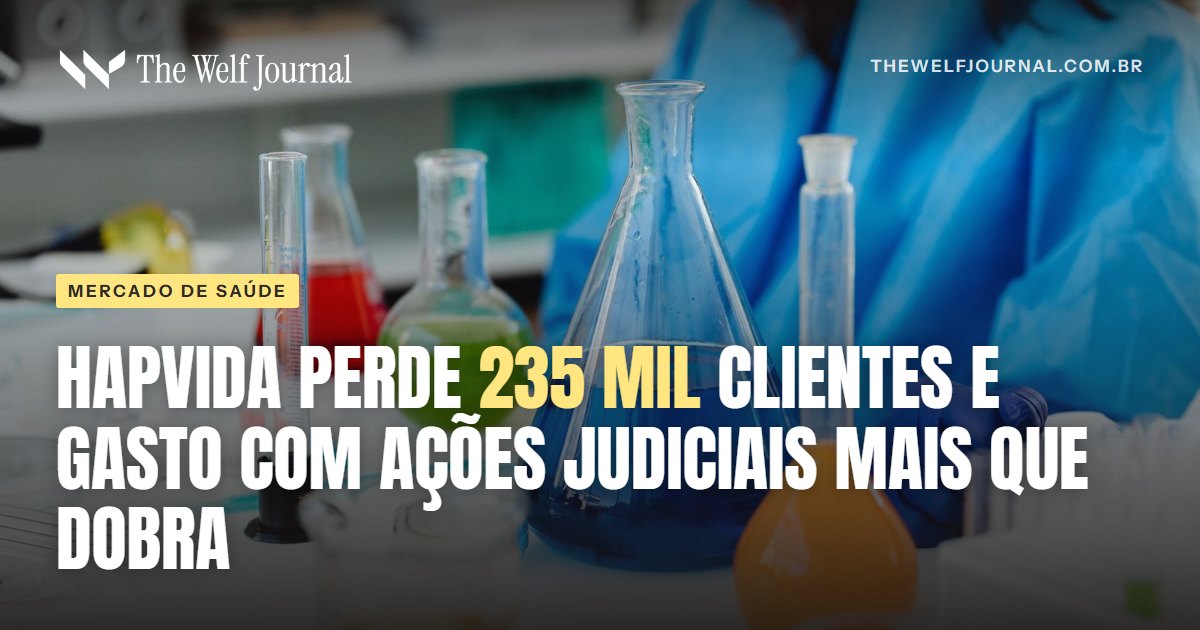 The Welf Journal
THEWELFJOURNAL.COM.BR
MERCADO DE SAÚDE
HAPVIDA PERDE 235 MIL CLIENTES E
GASTO COM AÇÕES JUDICIAIS MAIS QUE
DOBRA